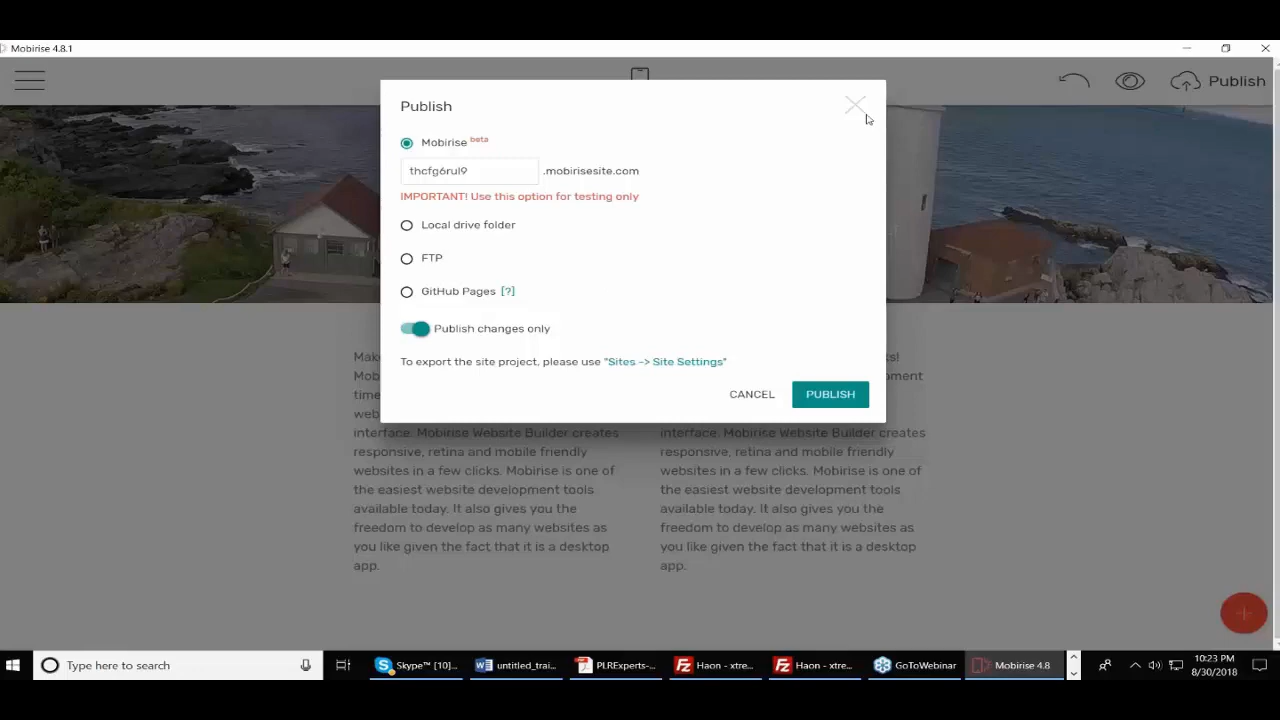 Mobirise 4.8.1
Publish
Publish
Mobirise beta
thcfg6rul9 .mobirisesite.com
IMPORTANT! Use this option for testing only
Local drive folder
FTP
GitHub Pages [?]
Publish changes only
To export the site project, please use "Sites -> Site Settings"
CANCEL PUBLISH
interface. Mobirise Website Builder creates
responsive, retina and mobile friendly
websites in a few clicks. Mobirise is one of
the easiest website development tools
available today. It also gives you the
freedom to develop as many websites as
you like given the fact that it is a desktop
app.
interface. Mobirise Website Builder creates
responsive, retina and mobile friendly
websites in a few clicks. Mobirise is one of
the easiest website development tools
available today. It also gives you the
freedom to develop as many websites as
you like given the fact that it is a desktop
app.
Type here to search
Skype™ [10]...
untitled_trai...
PLRExperts-...
Haon - xtre...
Haon - xtre...
GoToWebinar
Mobirise 4.8
10:23 PM
8/30/2018